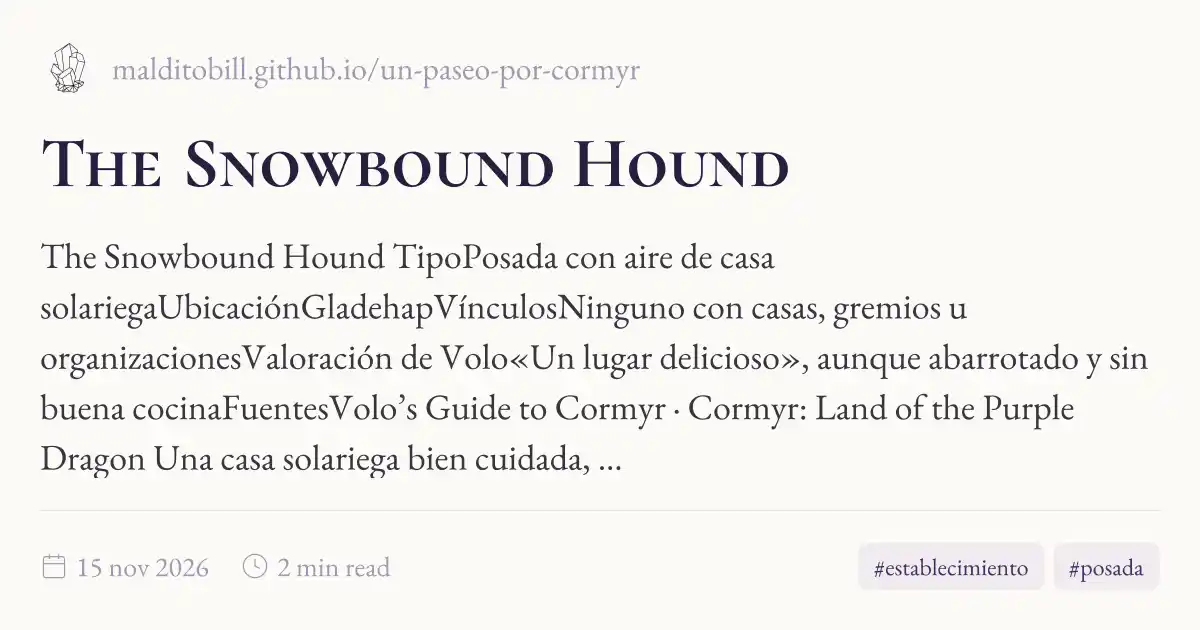 malditobill.github.io/un-paseo-por-cormyr
The Snowbound Hound
The Snowbound Hound TipoPosada con aire de casa
solariegaUbicaciónGladehapVínculosNinguno con casas, gremios u
organizacionesValoración de Volo«Un lugar delicioso», aunque abarrotado y sin
buena cocinaFuentesVolo’s Guide to Cormyr · Cormyr: Land of the Purple
Dragon Una casa solariega bien cuidada, ...
15 nov 2026
2 min read
#establecimiento
#posada